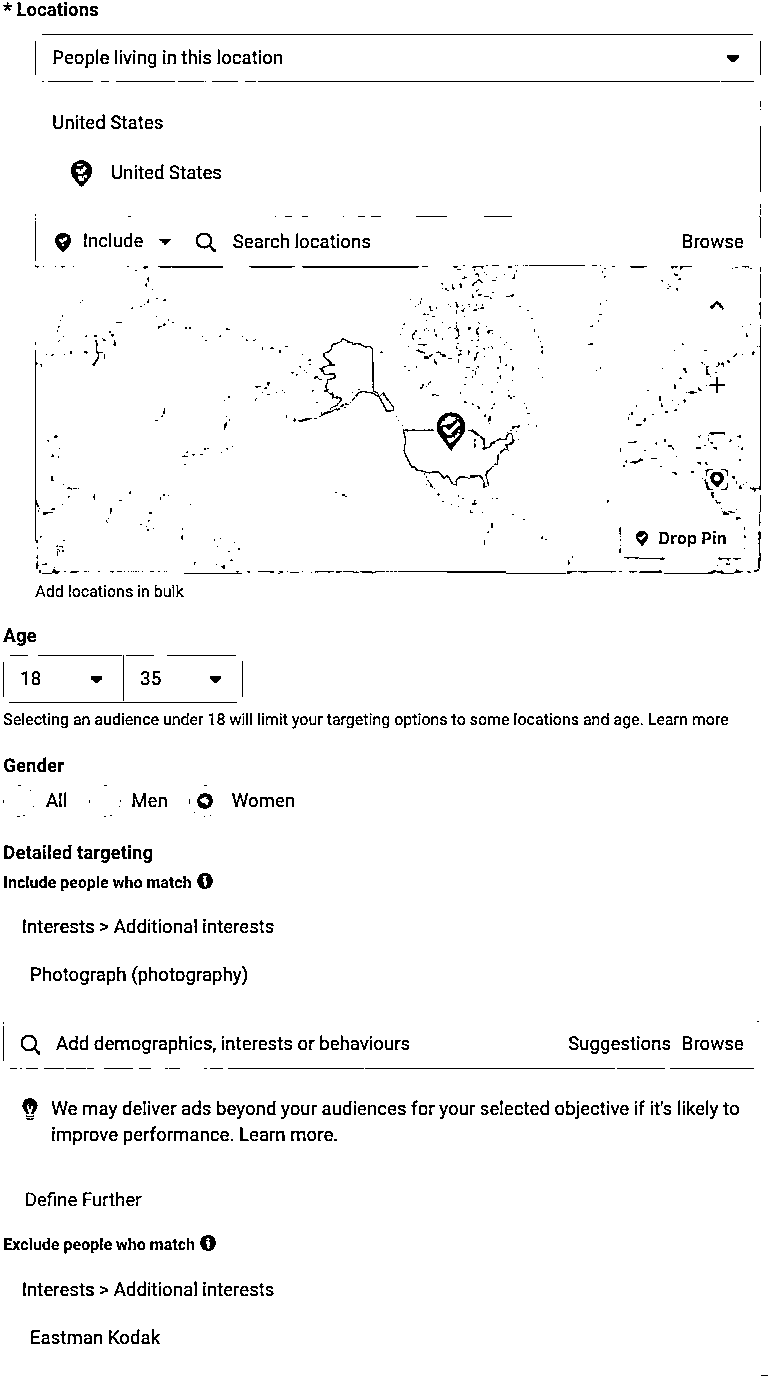 * Locations
People living in this location
United States
United States
Include Search locations Browse
Drop Pin
Add locations in bulk
Age
18 35
Selecting an audience under 18 will limit your targeting options to some locations and age. Learn more
Gender
All Men Women
Detailed targeting
Include people who match
Interests > Additional interests
Photograph (photography)
Add demographics, interests or behaviours Suggestions Browse
We may deliver ads beyond your audiences for your selected objective if it's likely to
improve performance. Learn more.
Define Further
Exclude people who match
Interests > Additional interests
Eastman Kodak